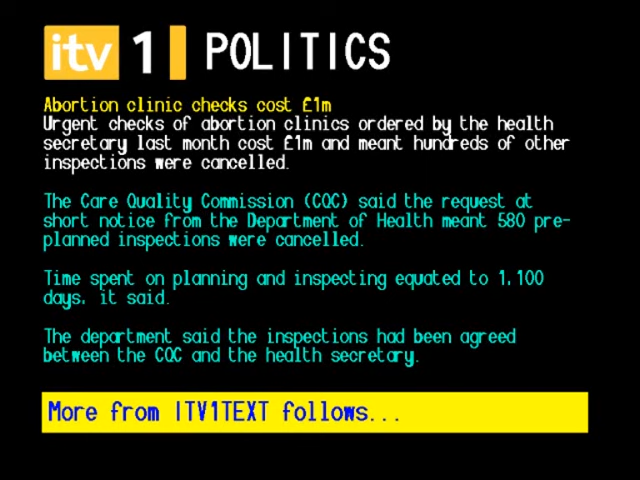 itv 1 POLITICS
Abortion clinic checks cost £1m
Urgent checks of abortion clinics ordered by the health
secretary last month cost £1m and meant hundreds of other
inspections were cancelled.
The Care Quality Commission (CQC) said the request at
short notice from the Department of Health meant 580 pre-
planned inspections were cancelled.
Time spent on planning and inspecting equated to 1,100
days, it said.
The department said the inspections had been agreed
between the CQC and the health secretary.
More from ITV1TEXT follows...